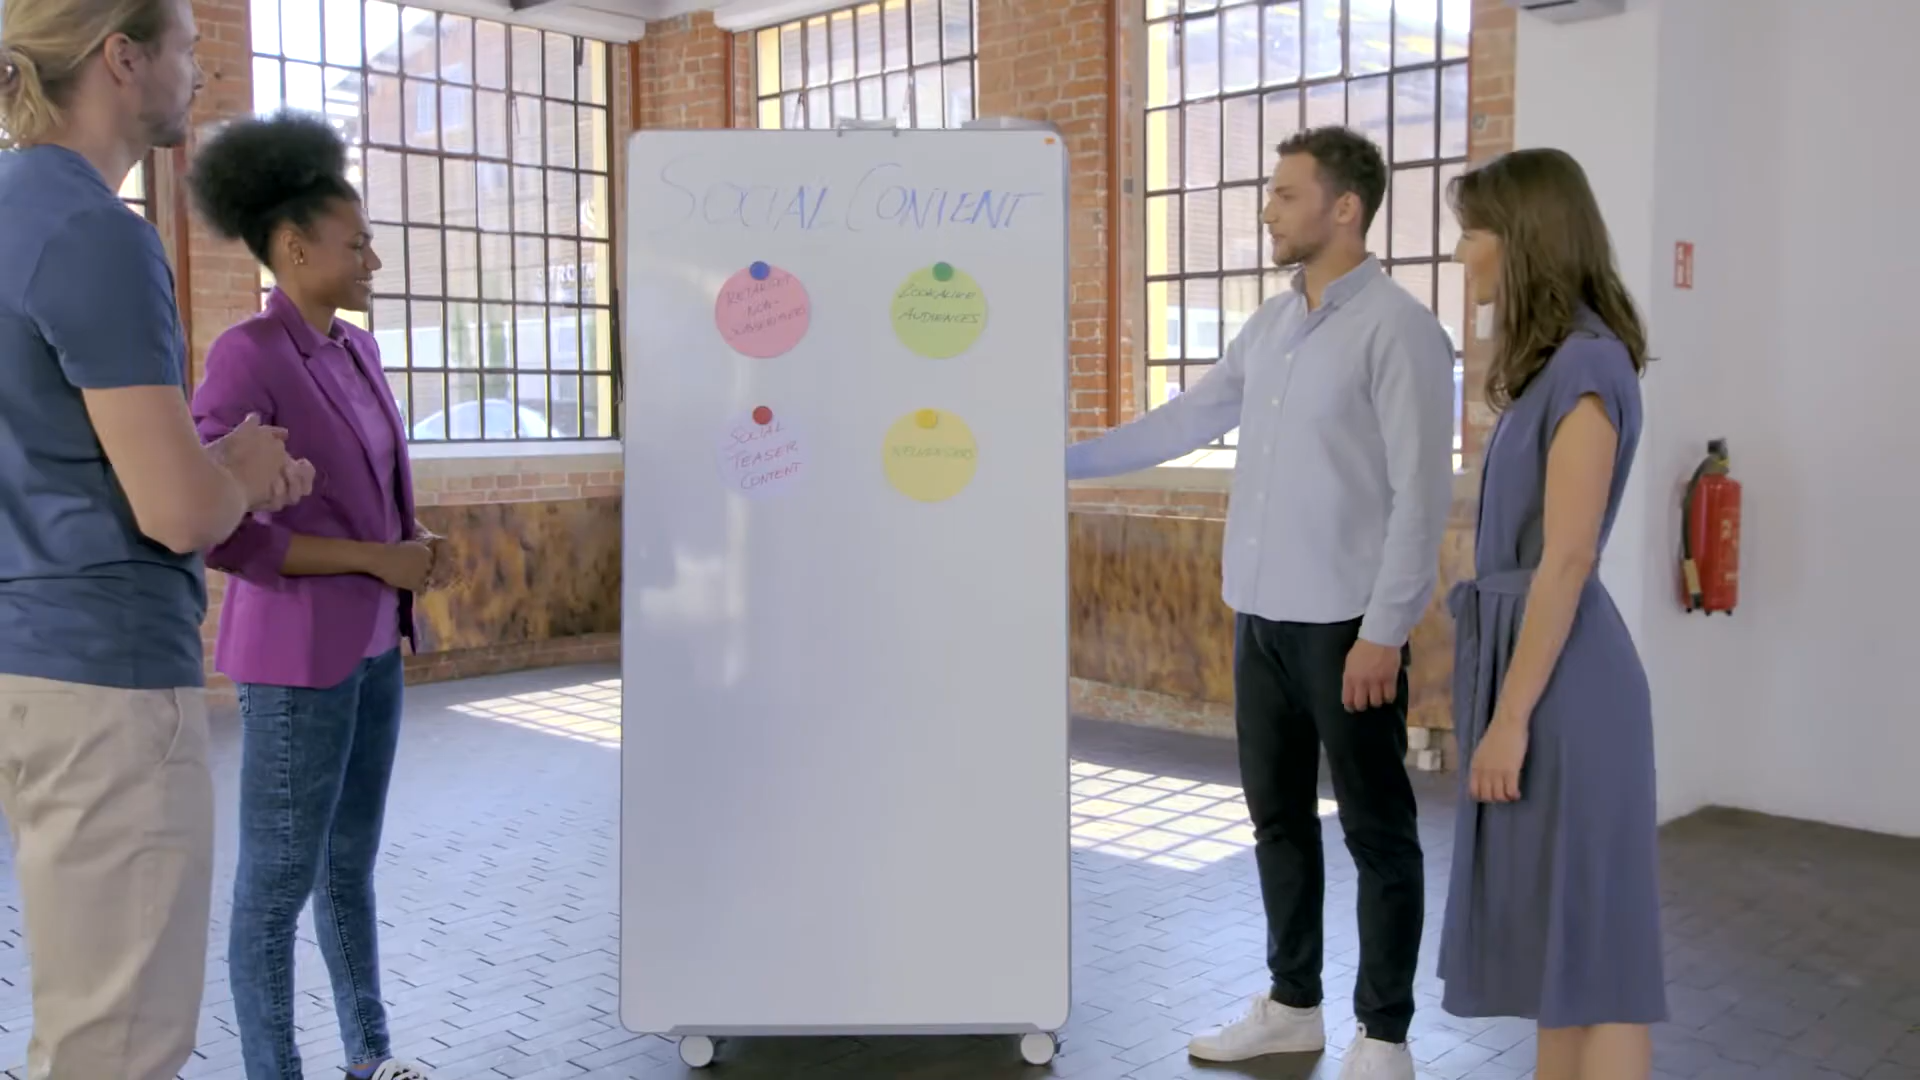 SOCIAL CONTENT
RETARGET
NON-
SUBSCRIBERS
LOOKALIKE
AUDIENCES
SOCIAL
TEASER
CONTENT